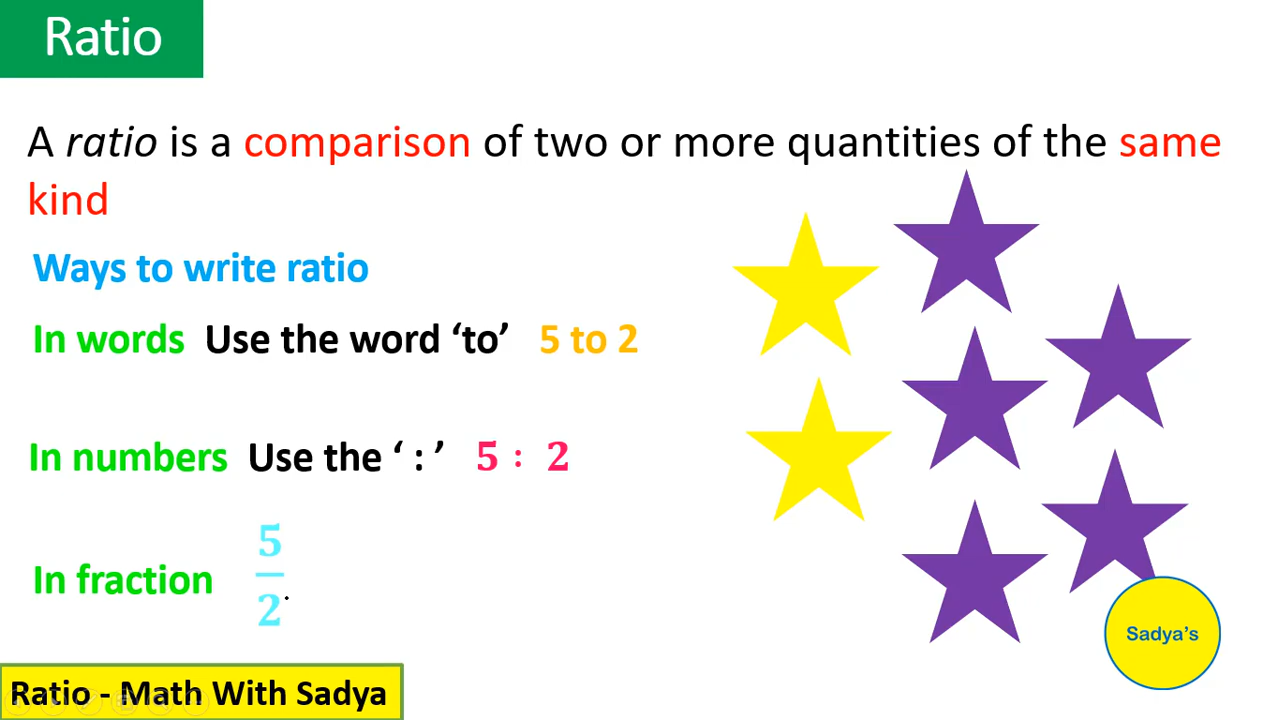 Ratio
A ratio is a comparison of two or more quantities of the same
kind
Ways to write ratio
In words Use the word ‘to’ 5 to 2
In numbers Use the ‘ : ’ 5 : 2
In fraction 5/2
Sadya's
Ratio - Math With Sadya